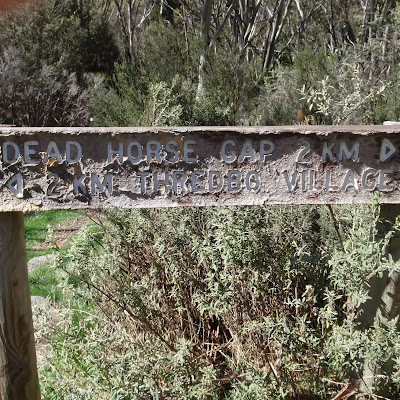 DEAD HORSE GAP 2 KM ▷
◁ 2 KM THREDBO VILLAGE